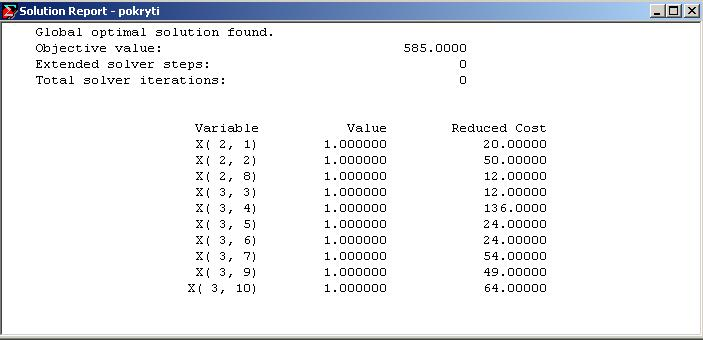 Solution Report - pokryti
Global optimal solution found.
Objective value: 585.0000
Extended solver steps: 0
Total solver iterations: 0
Variable Value Reduced Cost
X( 2, 1) 1.000000 20.00000
X( 2, 2) 1.000000 50.00000
X( 2, 8) 1.000000 12.00000
X( 3, 3) 1.000000 12.00000
X( 3, 4) 1.000000 136.0000
X( 3, 5) 1.000000 24.00000
X( 3, 6) 1.000000 24.00000
X( 3, 7) 1.000000 54.00000
X( 3, 9) 1.000000 49.00000
X( 3, 10) 1.000000 64.00000